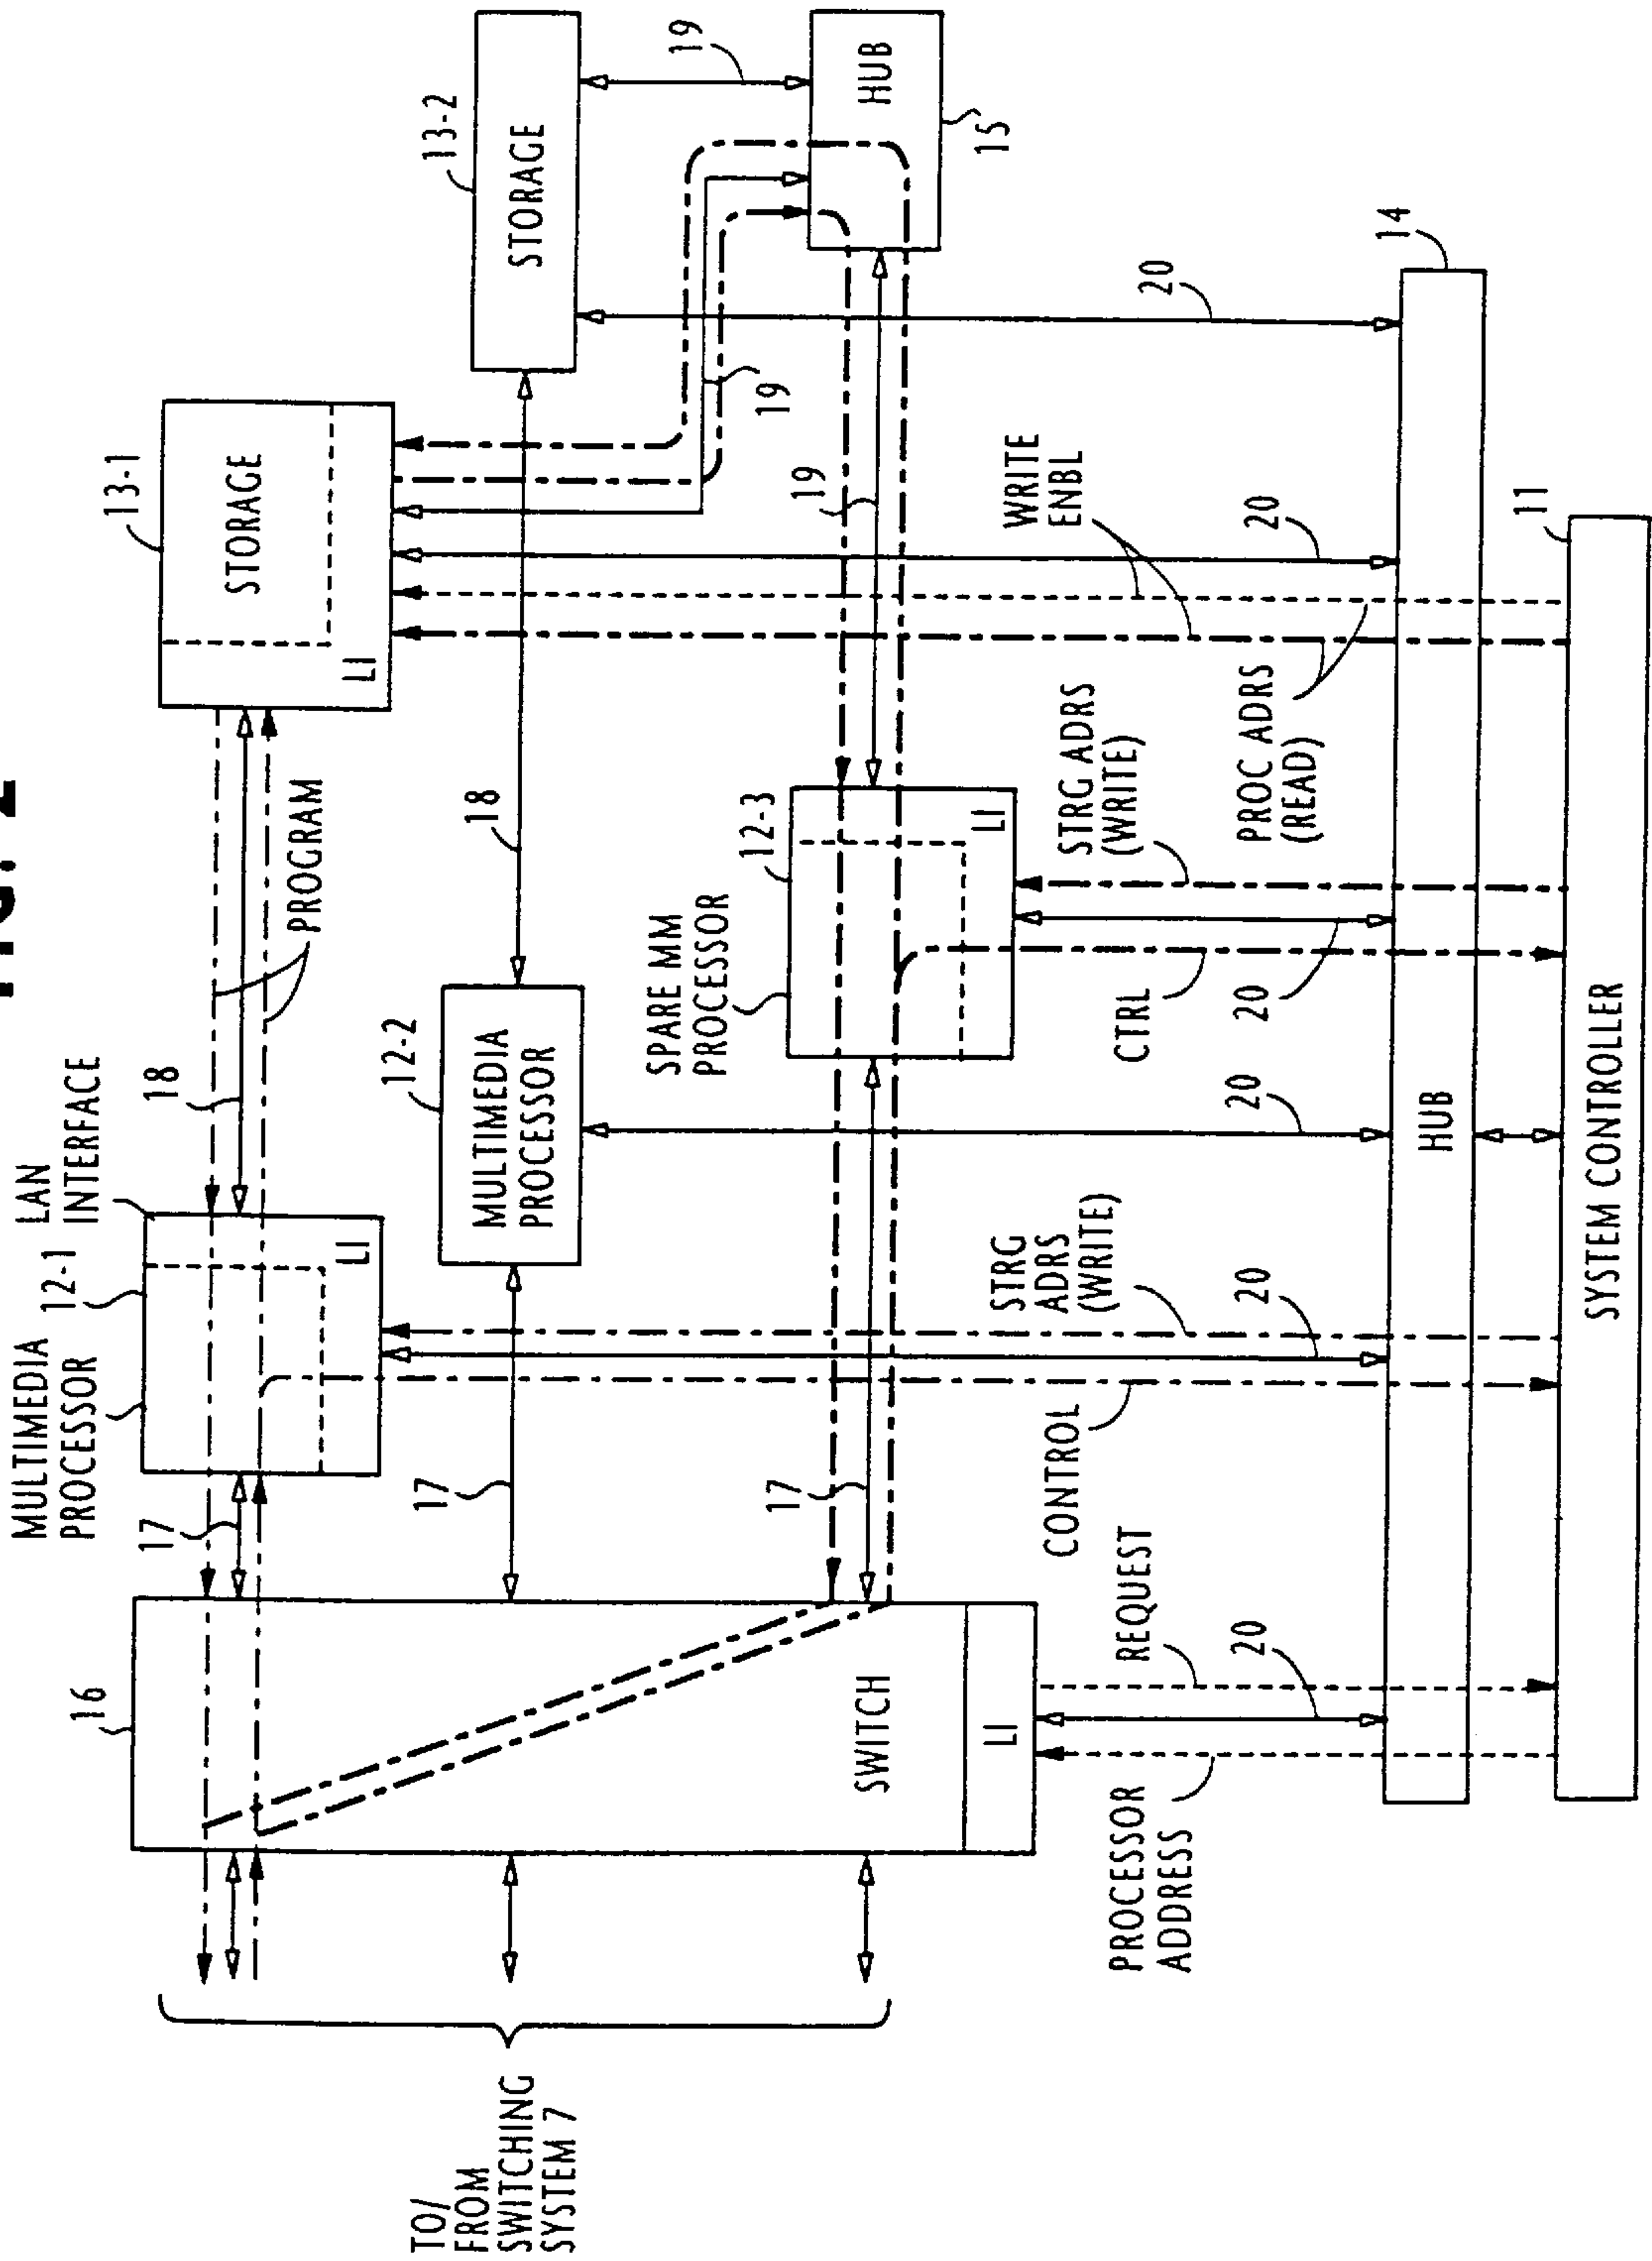 FIG. 2
MULTIMEDIA
PROCESSOR
12-1
LAN
INTERFACE
16
17
18
PROGRAM
13-1
STORAGE
LI
LI
12-2
MULTIMEDIA
PROCESSOR
17
18
13-2
STORAGE
19
HUB
15
19
SPARE MM
PROCESSOR
12-3
LI
17
19
SWITCH
LI
TO/
FROM
SWITCHING
SYSTEM 7
PROCESSOR
ADDRESS
20
REQUEST
CONTROL
20
STRG
ADRS
(WRITE)
20
CTRL
20
STRG ADRS
(WRITE)
PROC ADRS
(READ)
WRITE
ENBL
20
20
14
HUB
11
SYSTEM CONTROLLER